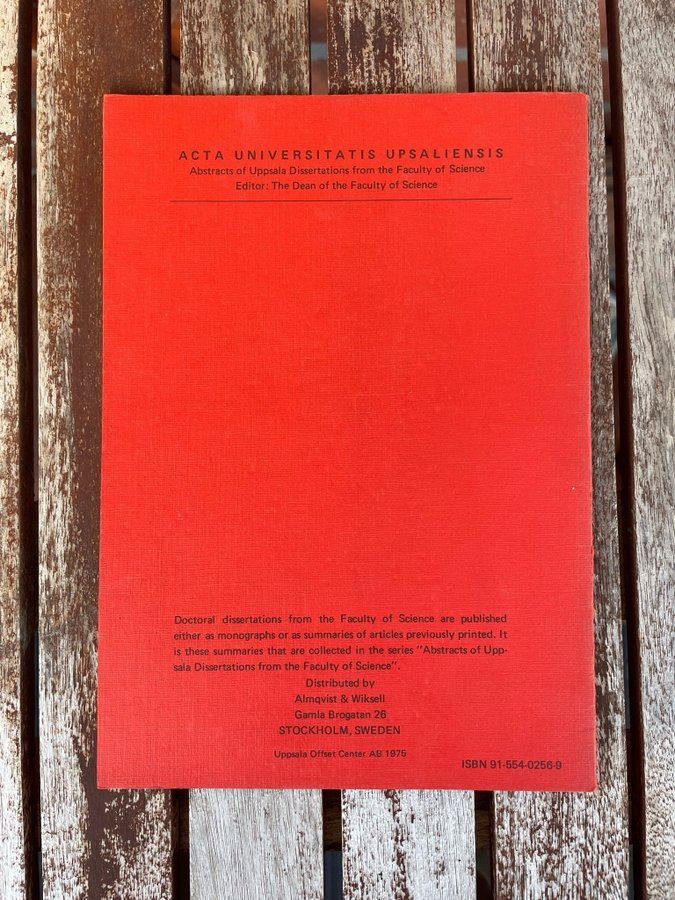 ACTA UNIVERSITATIS UPSALIENSIS
Abstracts of Uppsala Dissertations from the Faculty of Science
Editor: The Dean of the Faculty of Science
Doctoral dissertations from the Faculty of Science are published
either as monographs or as summaries of articles previously printed. It
is these summaries that are collected in the series "Abstracts of Upp-
sala Dissertations from the Faculty of Science".
Distributed by
Almqvist & Wiksell
Gamla Brogatan 26
STOCKHOLM, SWEDEN
Uppsala Offset Center AB 1975
ISBN 91-554-0256-9